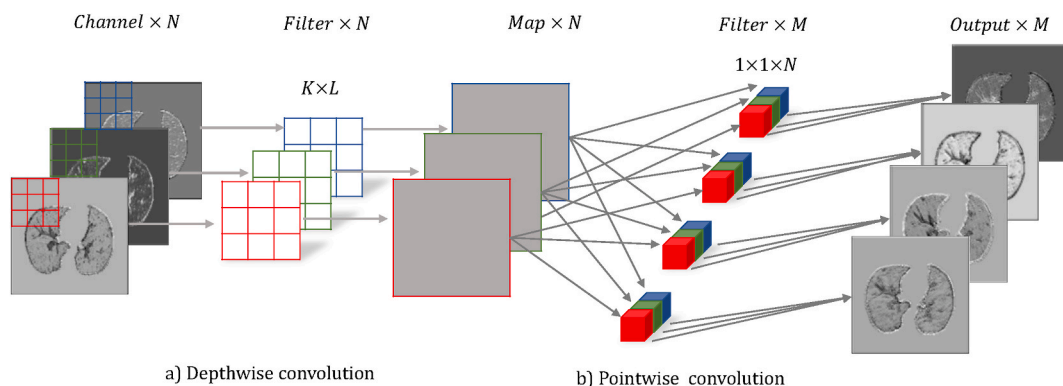 Channel × N
Filter × N
Map × N
Filter × M
Output × M
K×L
1×1×N
a) Depthwise convolution
b) Pointwise convolution